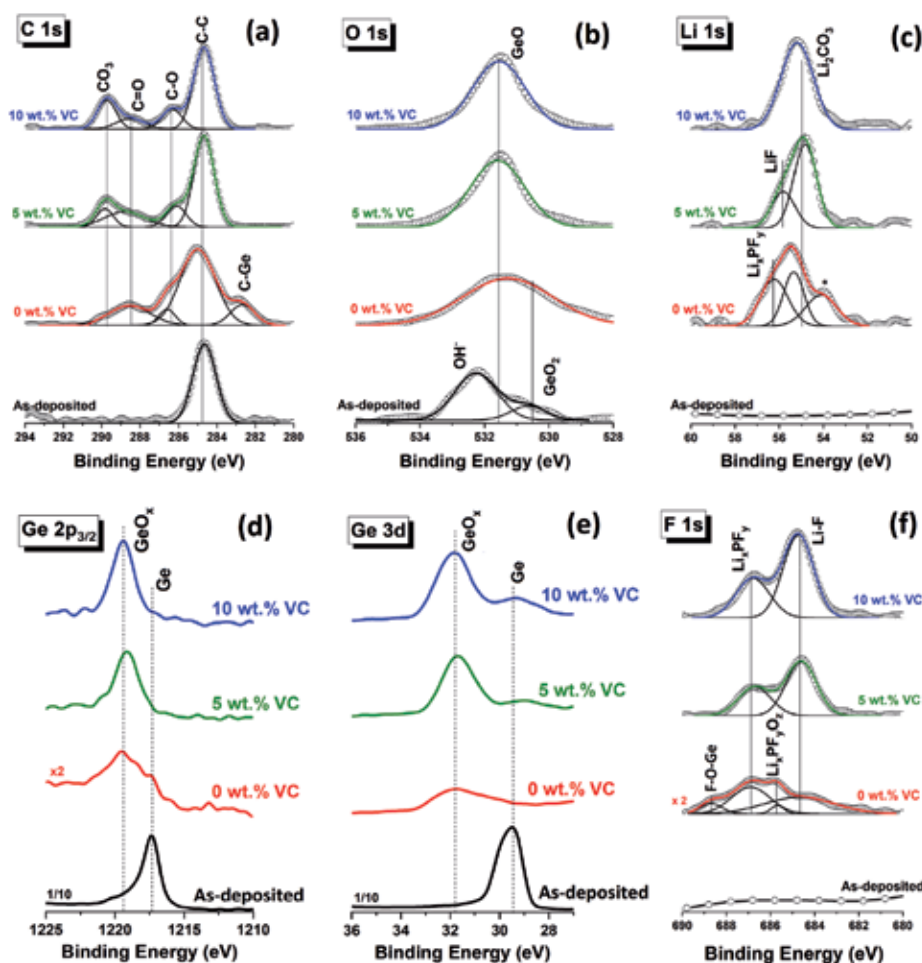 C 1s
(a)
C-C
CO₃
C=O
C-O
10 wt.% VC
5 wt.% VC
C-Ge
0 wt.% VC
As-deposited
294 292 290 288 286 284 282 280
Binding Energy (eV)
O 1s
(b)
GeO
10 wt.% VC
5 wt.% VC
0 wt.% VC
OH⁻
GeO₂
As-deposited
536 534 532 530 528
Binding Energy (eV)
Li 1s
(c)
Li₂CO₃
10 wt.% VC
LiF
5 wt.% VC
LiₓPFᵧ
*
0 wt.% VC
As-deposited
60 58 56 54 52 50
Binding Energy (eV)
Ge 2p₃/₂
(d)
GeOₓ
Ge
10 wt.% VC
5 wt.% VC
x2
0 wt.% VC
1/10
As-deposited
1225 1220 1215 1210
Binding Energy (eV)
Ge 3d
(e)
GeOₓ
Ge
10 wt.% VC
5 wt.% VC
0 wt.% VC
1/10
As-deposited
36 34 32 30 28
Binding Energy (eV)
F 1s
(f)
LiₓPFᵧ
Li-F
10 wt.% VC
5 wt.% VC
F-O-Ge
LiₓPFᵧO_z
x 2
0 wt.% VC
As-deposited
690 688 686 684 682 680
Binding Energy (eV)